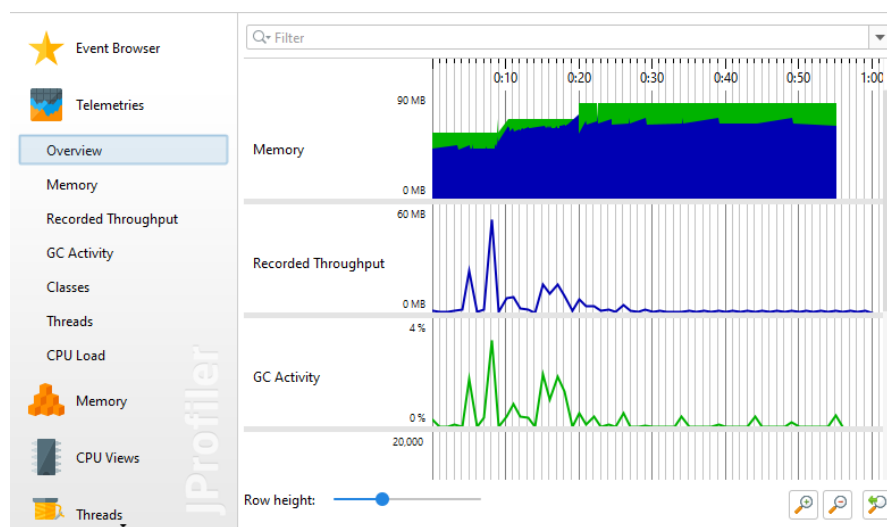 Event Browser
Telemetries
Overview
Memory
Recorded Throughput
GC Activity
Classes
Threads
CPU Load
Memory
CPU Views
Threads
JProfiler
Filter
0:10 0:20 0:30 0:40 0:50 1:00
90 MB
Memory
0 MB
60 MB
Recorded Throughput
0 MB
4 %
GC Activity
0 %
20,000
Row height: